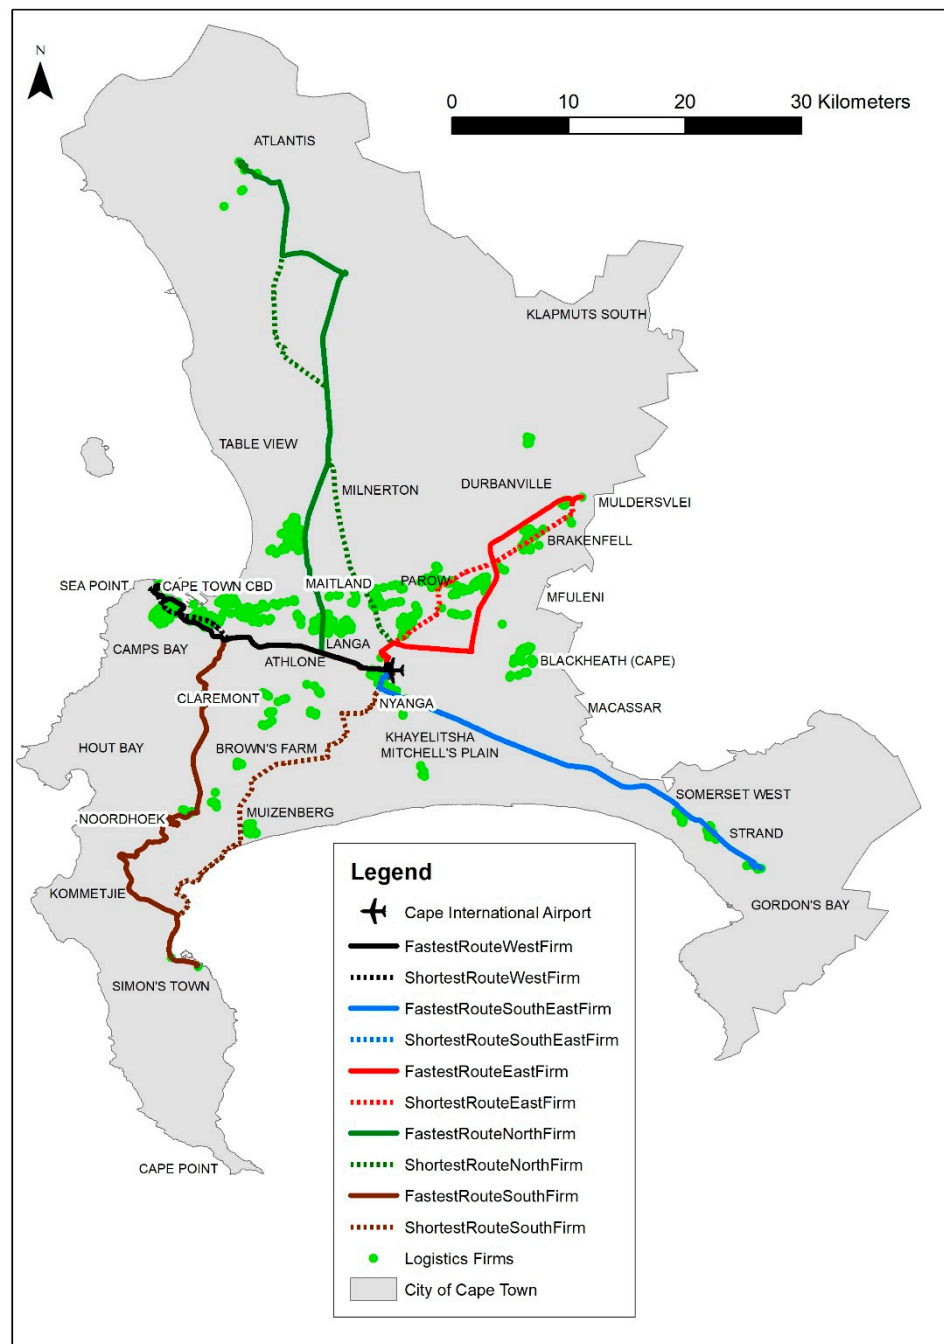 N
0 10 20 30 Kilometers
ATLANTIS
KLAPMUTS SOUTH
TABLE VIEW
MILNERTON
DURBANVILLE
MULDERSVLEI
BRAKENFELL
SEA POINT
CAPE TOWN CBD
MAITLAND
PAROW
MFULENI
CAMPS BAY
ATHLONE
LANGA
BLACKHEATH (CAPE)
CLAREMONT
NYANGA
MACASSAR
HOUT BAY
BROWN'S FARM
KHAYELITSHA
MITCHELL'S PLAIN
NOORDHOEK
MUIZENBERG
SOMERSET WEST
STRAND
KOMMETJIE
GORDON'S BAY
SIMON'S TOWN
CAPE POINT
Legend
Cape International Airport
FastestRouteWestFirm
ShortestRouteWestFirm
FastestRouteSouthEastFirm
ShortestRouteSouthEastFirm
FastestRouteEastFirm
ShortestRouteEastFirm
FastestRouteNorthFirm
ShortestRouteNorthFirm
FastestRouteSouthFirm
ShortestRouteSouthFirm
Logistics Firms
City of Cape Town